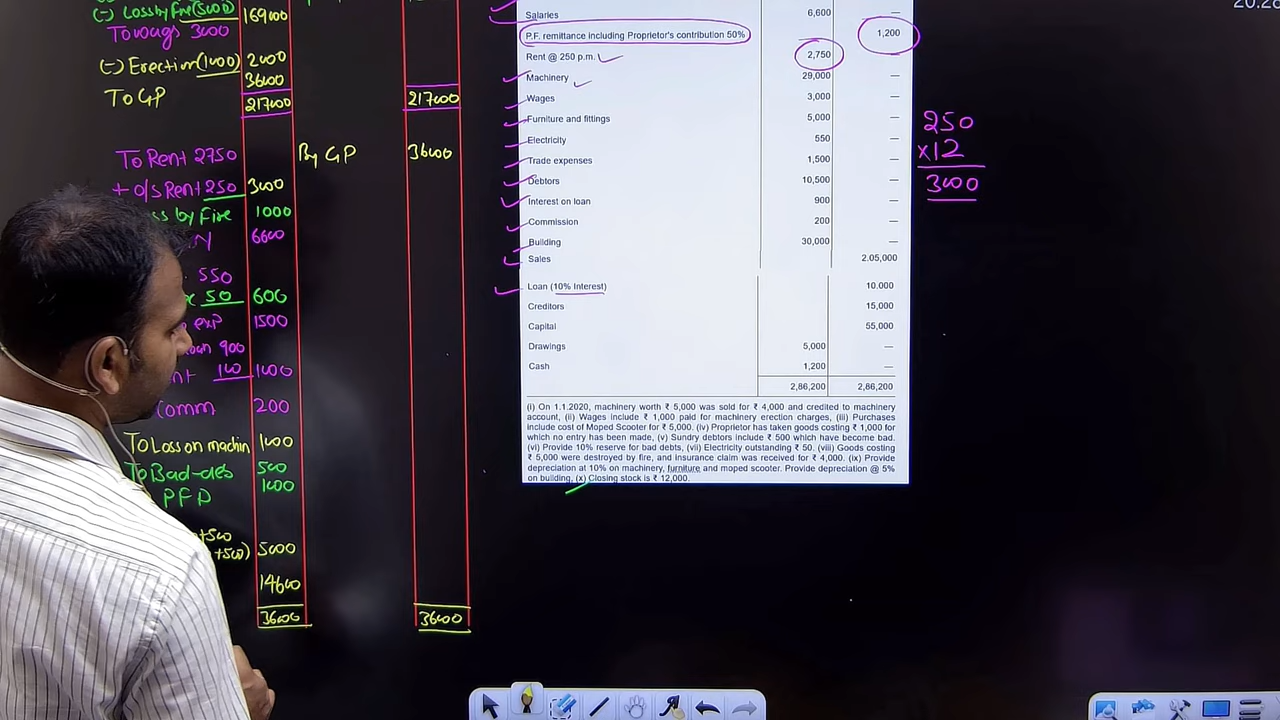 (-) Loss by Fire (5000) 169000
To wags 3000
(-) Erection (1000) 2000
36000
To GP 217000 217000
To Rent 2750 By GP 36000
+ o/s Rent 250 3000
by Fire 1000
6600
550
50 600
exp 1500
900
100 1000
Comm 200
To Loss on machin 1000
To Bad-des 500
PFD 1000
+500
+500) 5000
14600
36000 36000
Salaries 6,600 —
P.F. remittance including Proprietor's contribution 50% 1,200
Rent @ 250 p.m. 2,750
Machinery 29,000 —
Wages 3,000 —
Furniture and fittings 5,000 —
Electricity 550 —
Trade expenses 1,500 —
Debtors 10,500 —
Interest on loan 900 —
Commission 200 —
Building 30,000 —
Sales 2.05,000
Loan (10% Interest) 10.000
Creditors 15,000
Capital 55,000
Drawings 5,000 —
Cash 1,200 —
2,86,200 2,86,200
(i) On 1.1.2020, machinery worth ₹ 5,000 was sold for ₹ 4,000 and credited to machinery
account, (ii) Wages include ₹ 1,000 paid for machinery erection charges, (iii) Purchases
include cost of Moped Scooter for ₹ 5,000. (iv) Proprietor has taken goods costing ₹ 1,000 for
which no entry has been made, (v) Sundry debtors include ₹ 500 which have become bad.
(vi) Provide 10% reserve for bad debts, (vii) Electricity outstanding ₹ 50. (viii) Goods costing
₹ 5,000 were destroyed by fire, and insurance claim was received for ₹ 4,000. (ix) Provide
depreciation at 10% on machinery, furniture and moped scooter. Provide depreciation @ 5%
on building, (x) Closing stock is ₹ 12,000.
250
×12
3000